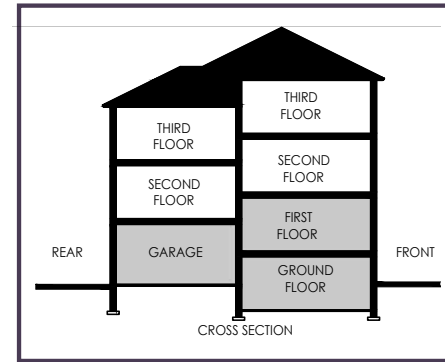 THIRD
FLOOR
THIRD
FLOOR
SECOND
FLOOR
SECOND
FLOOR
FIRST
FLOOR
REAR
GARAGE
FRONT
GROUND
FLOOR
CROSS SECTION